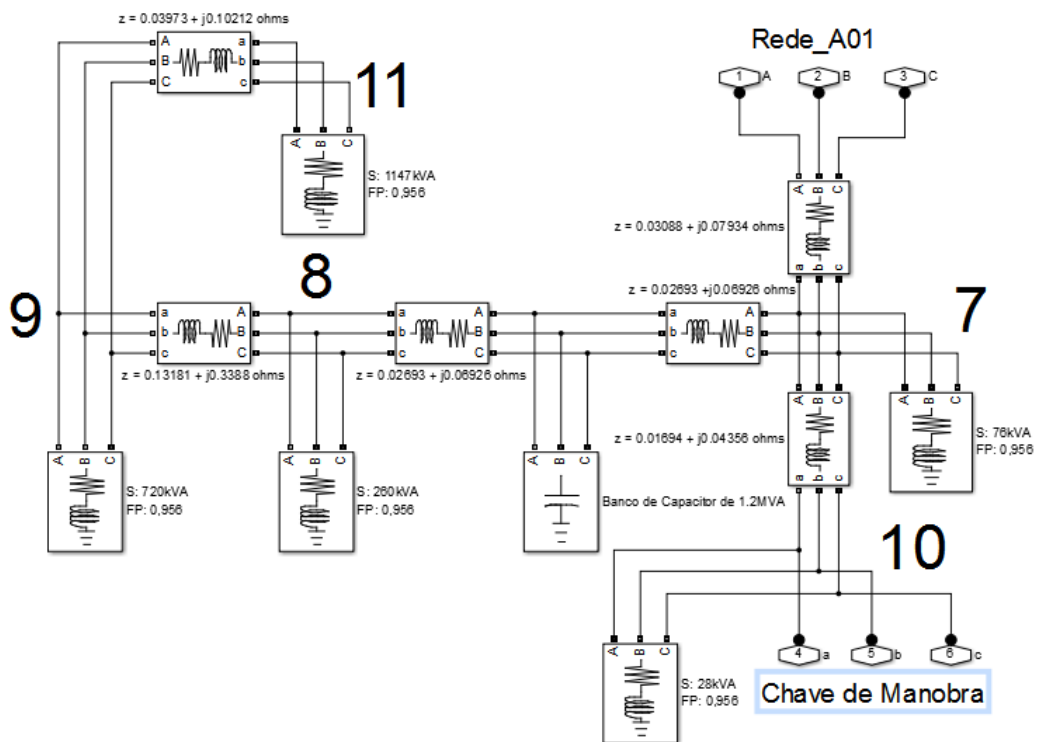 z = 0.03973 + j0.10212 ohms
A
B
C
a
b
c
11
A
B
C
S: 1147kVA
FP: 0,956
Rede_A01
1
A
2
B
3
C
A
B
C
z = 0.03088 + j0.07934 ohms
a
b
c
9
8
7
a
b
c
A
B
C
z = 0.13181 + j0.3388 ohms
a
b
c
A
B
C
z = 0.02693 + j0.06926 ohms
z = 0.02693 +j0.06926 ohms
a
b
c
A
B
C
A
B
C
z = 0.01694 + j0.04356 ohms
a
b
c
A
B
C
S: 76kVA
FP: 0,956
A
B
C
S: 720kVA
FP: 0,956
A
B
C
S: 260kVA
FP: 0,956
A
B
C
Banco de Capacitor de 1.2MVA
10
A
B
C
S: 28kVA
FP: 0,956
4
a
5
b
6
c
Chave de Manobra